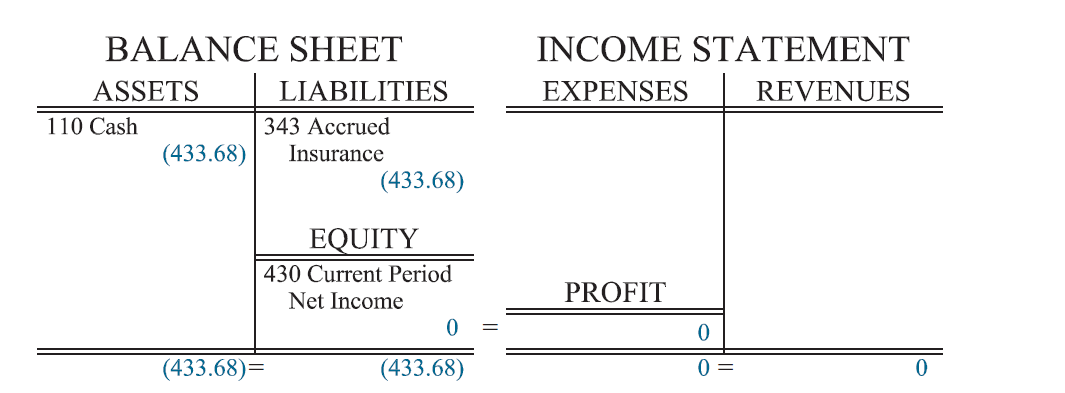 BALANCE SHEET
ASSETS LIABILITIES
110 Cash
(433.68)
343 Accrued
Insurance
(433.68)
EQUITY
430 Current Period
Net Income
0 =
(433.68)= (433.68)
INCOME STATEMENT
EXPENSES REVENUES
PROFIT
0
0 = 0